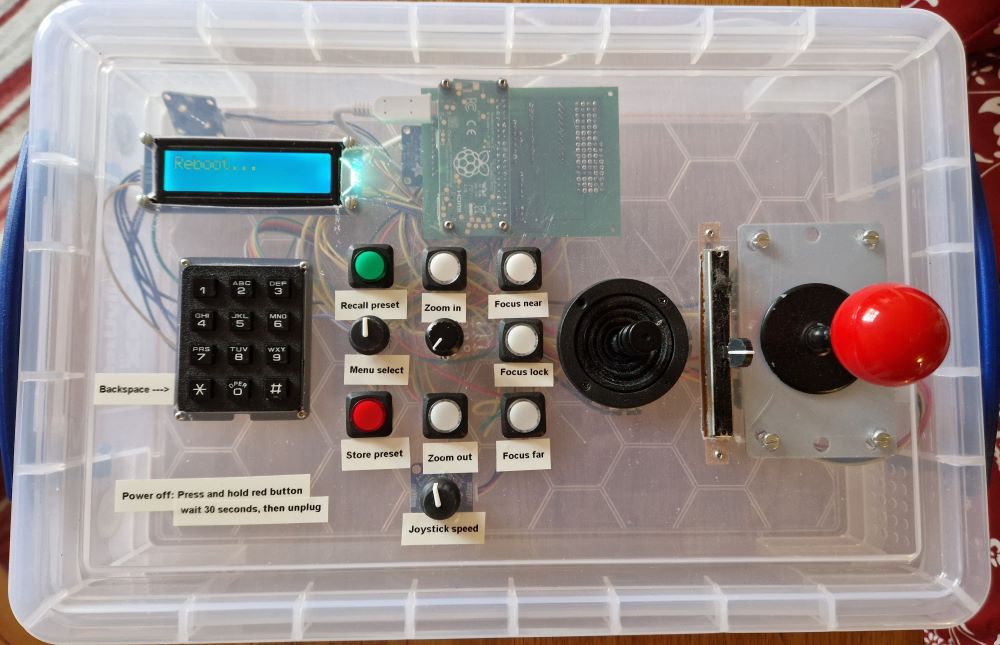 Reboot...
1
ABC
2
DEF
3
GHI
4
JKL
5
MNO
6
PRS
7
TUV
8
WXY
9
*
OPER
0
#
Backspace --->
Recall preset
Zoom in
Focus near
Menu select
Focus lock
Store preset
Zoom out
Focus far
Joystick speed
Power off: Press and hold red button
wait 30 seconds, then unplug